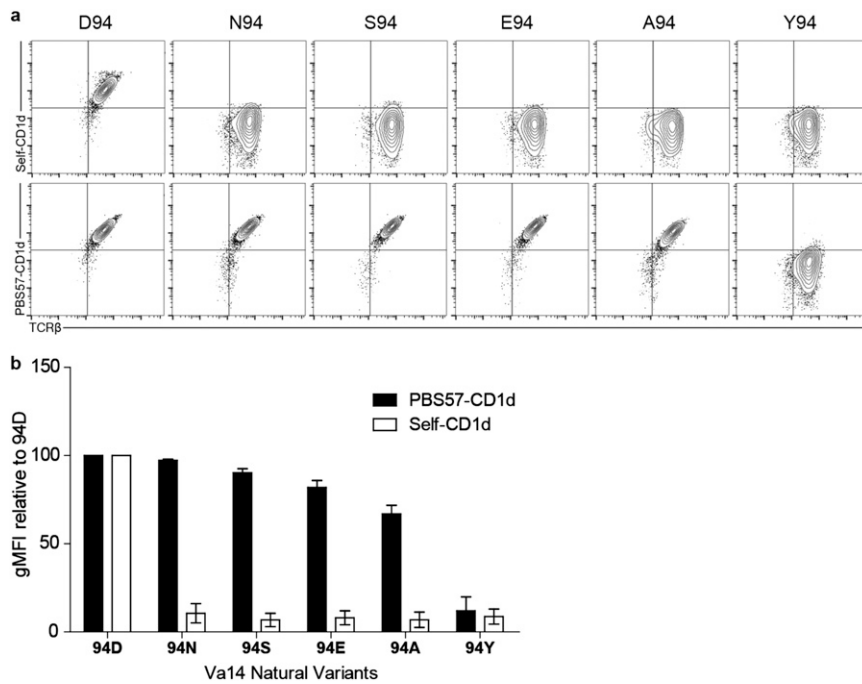 a
D94 N94 S94 E94 A94 Y94
Self-CD1d
PBS57-CD1d
TCRβ
b
150
100
50
0
gMFI relative to 94D
PBS57-CD1d
Self-CD1d
94D 94N 94S 94E 94A 94Y
Va14 Natural Variants